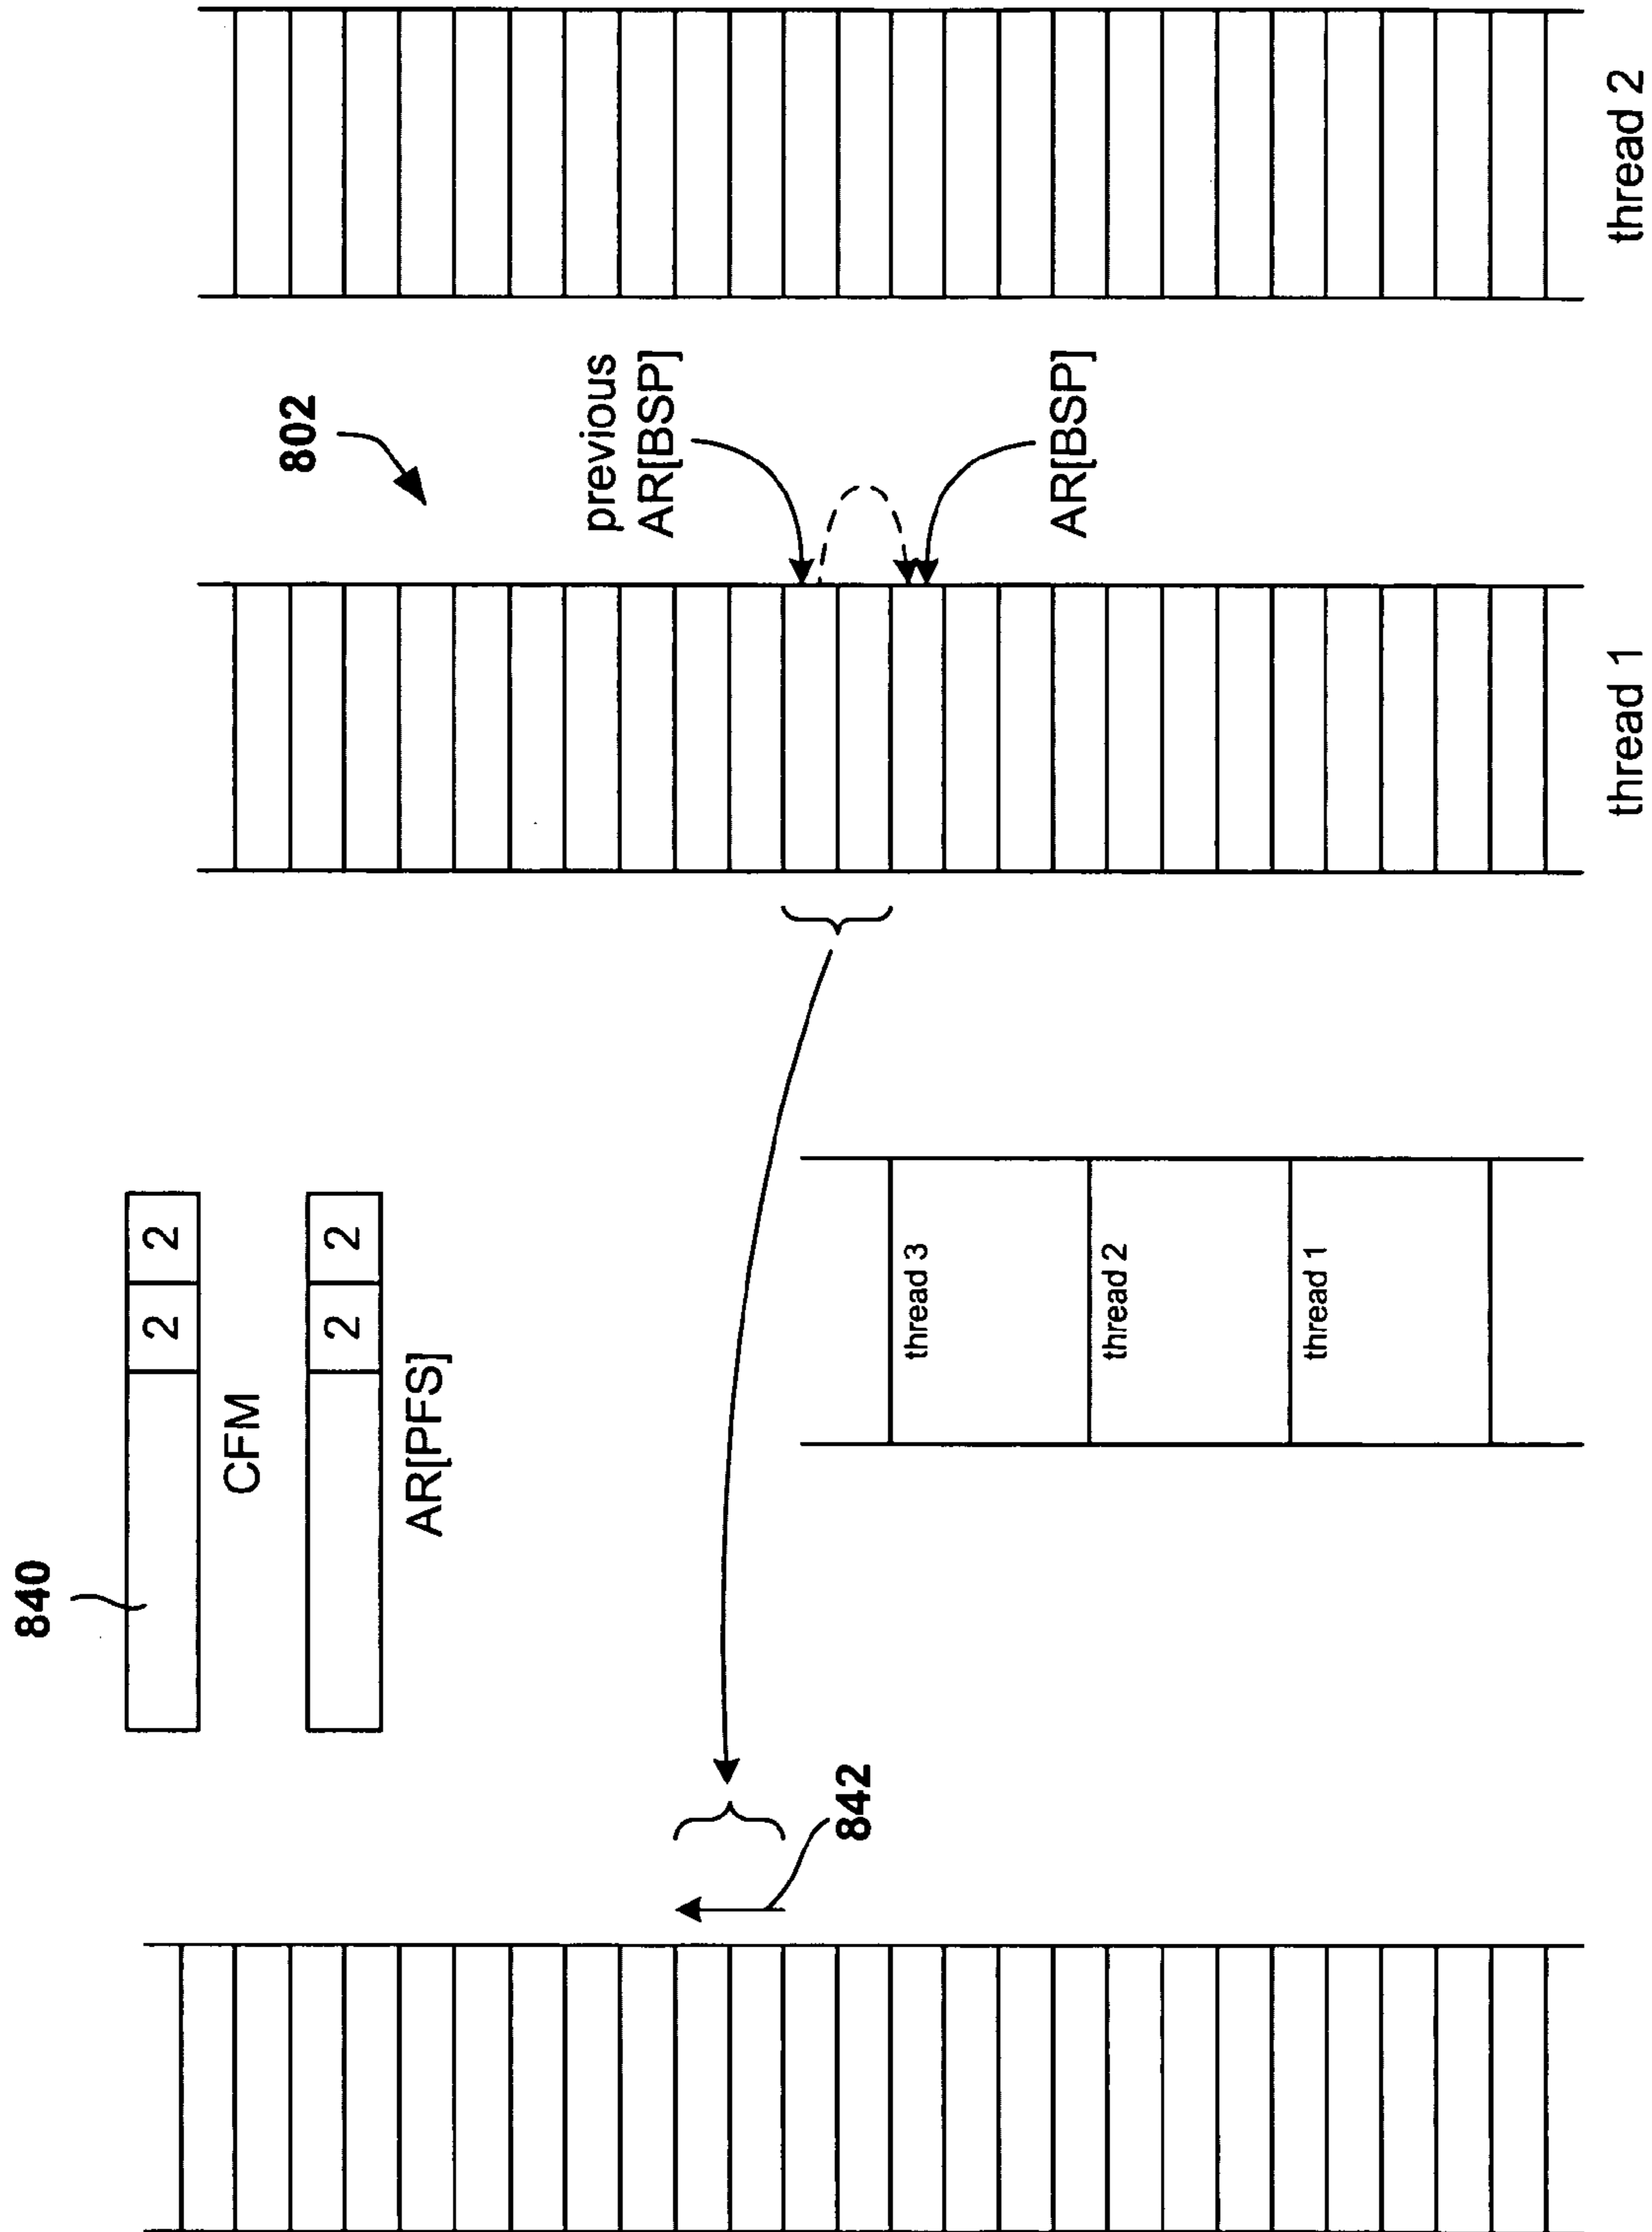 840
2
2
CFM
2
2
AR[PFS]
842
thread 3
thread 2
thread 1
802
previous
AR[BSP]
AR[BSP]
thread 1
thread 2